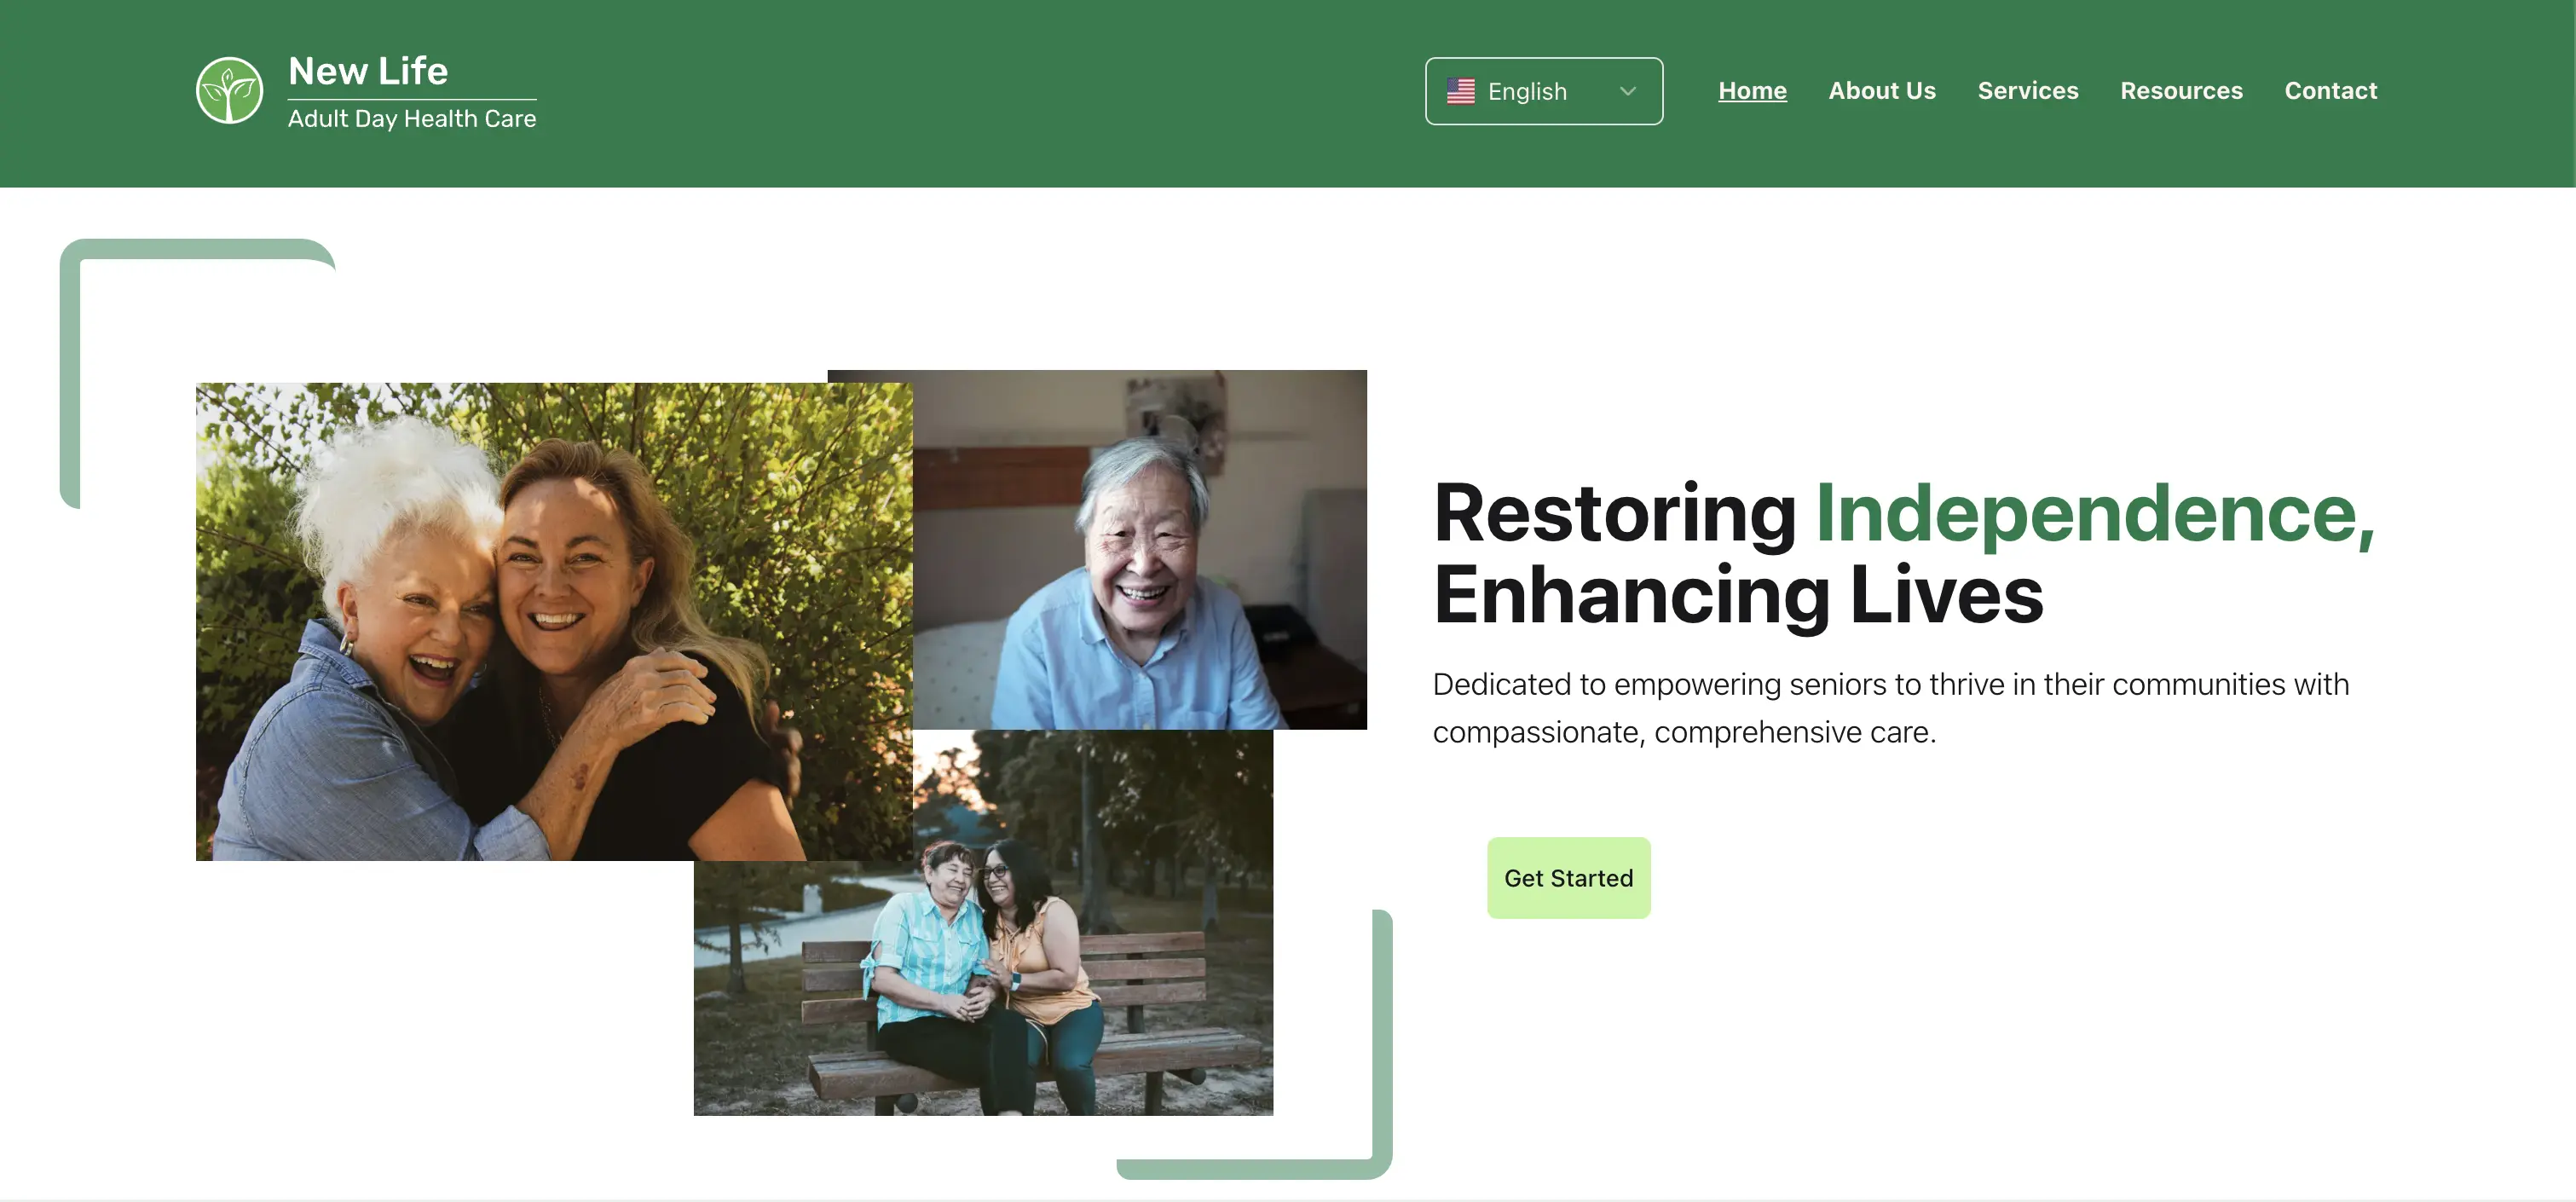 New Life
Adult Day Health Care
English
Home
About Us
Services
Resources
Contact
Restoring Independence,
Enhancing Lives
Dedicated to empowering seniors to thrive in their communities with
compassionate, comprehensive care.
Get Started